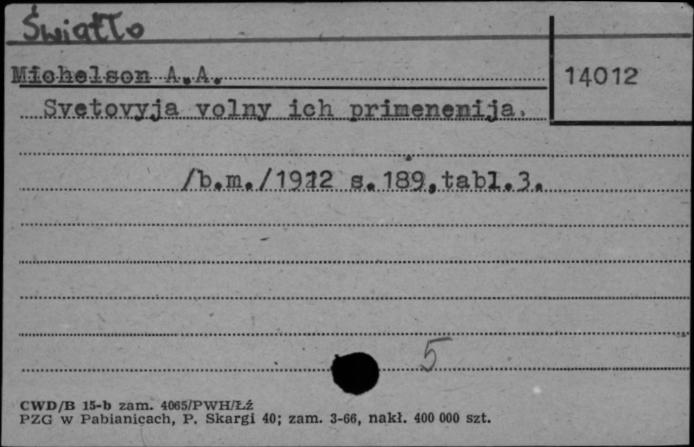 Światło
Michelson A.A.
14012
Svetovyja volny ich primenenija.
/b.m./1912 s.189,tabl.3.
5
CWD/B 15-b zam. 4065/PWH/Łź
PZG w Pabianicach, P. Skargi 40; zam. 3-66, nakł. 400 000 szt.